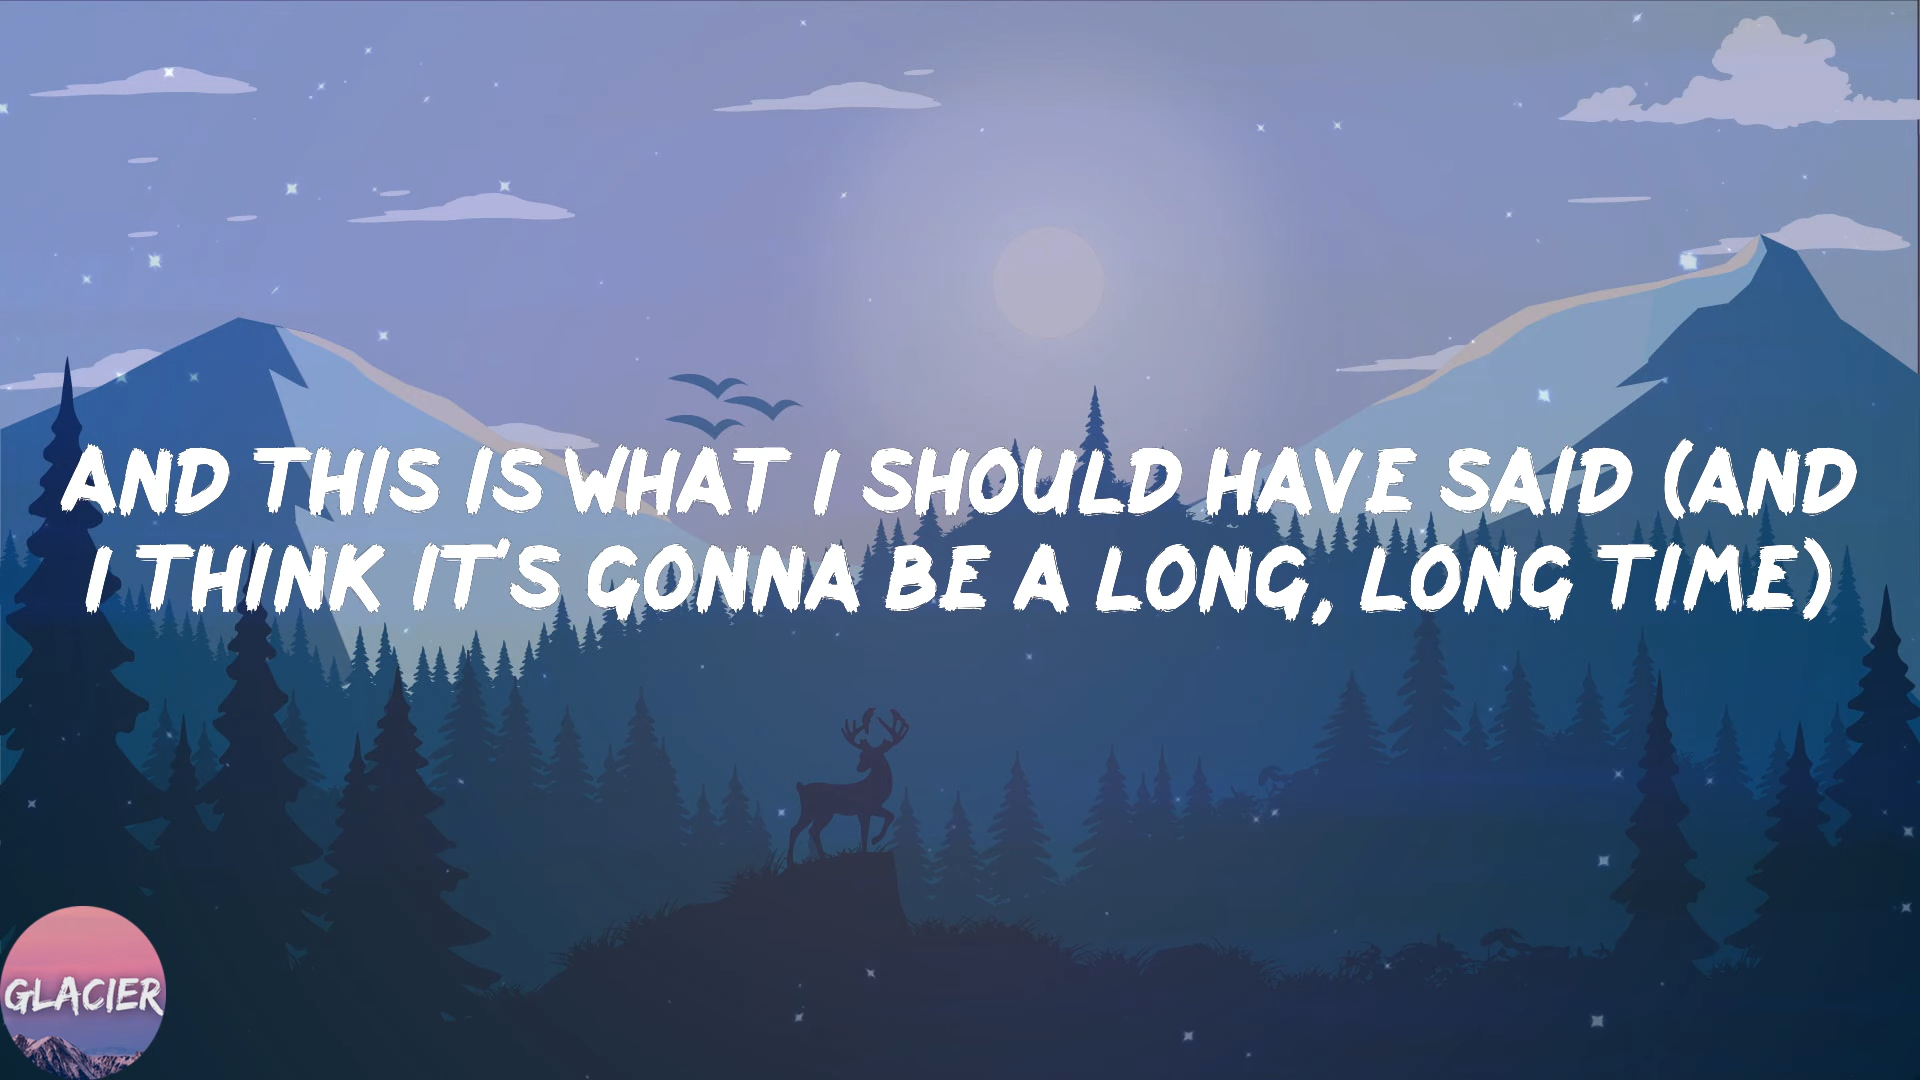 AND THIS IS WHAT I SHOULD HAVE SAID (AND
I THINK IT'S GONNA BE A LONG, LONG TIME)
GLACIER